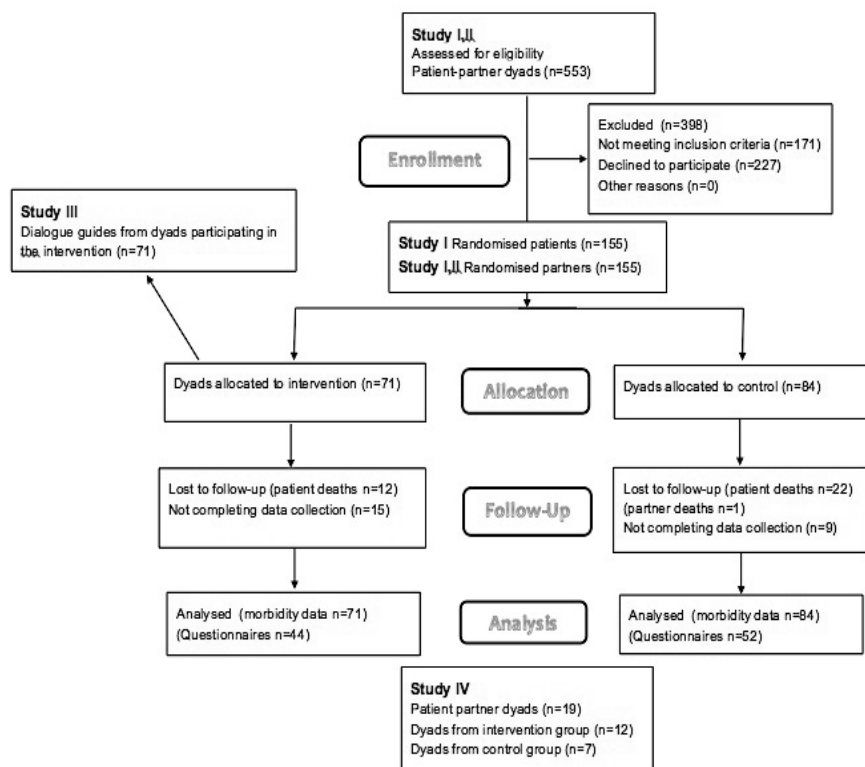 Study I,II
Assessed for eligibility
Patient-partner dyads (n=553)
Enrollment
Excluded (n=398)
Not meeting inclusion criteria (n=171)
Declined to participate (n=227)
Other reasons (n=0)
Study III
Dialogue guides from dyads participating in
the intervention (n=71)
Study I Randomised patients (n=155)
Study I,II Randomised partners (n=155)
Dyads allocated to intervention (n=71)
Allocation
Dyads allocated to control (n=84)
Lost to follow-up (patient deaths n=12)
Not completing data collection (n=15)
Follow-Up
Lost to follow-up (patient deaths n=22)
(partner deaths n=1)
Not completing data collection (n=9)
Analysed (morbidity data n=71)
(Questionnaires n=44)
Analysis
Analysed (morbidity data n=84)
(Questionnaires n=52)
Study IV
Patient partner dyads (n=19)
Dyads from intervention group (n=12)
Dyads from control group (n=7)